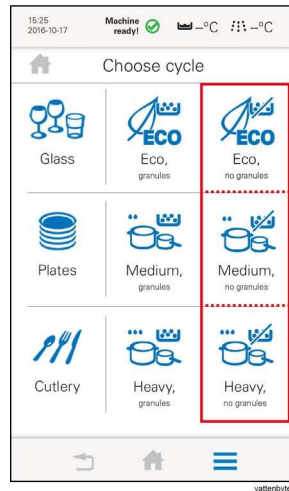 15:25
2016-10-17
Machine
ready!
–°C
--°C
Choose cycle
ECO
ECO
Glass
Eco,
granules
Eco,
no granules
Plates
Medium,
granules
Medium,
no granules
Cutlery
Heavy,
granules
Heavy,
no granules
vattenbyte